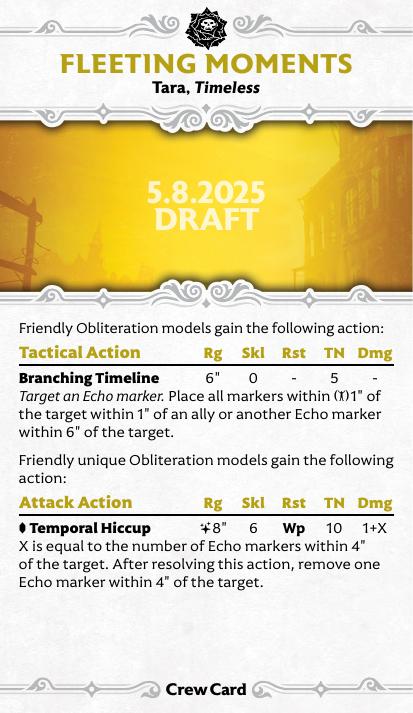 FLEETING MOMENTS
Tara, Timeless
5.8.2025
DRAFT
Friendly Obliteration models gain the following action:
Tactical Action Rg Skl Rst TN Dmg
Branching Timeline 6" 0 - 5 -
Target an Echo marker. Place all markers within 1" of
the target within 1" of an ally or another Echo marker
within 6" of the target.
Friendly unique Obliteration models gain the following
action:
Attack Action Rg Skl Rst TN Dmg
Temporal Hiccup 8" 6 Wp 10 1+X
X is equal to the number of Echo markers within 4"
of the target. After resolving this action, remove one
Echo marker within 4" of the target.
Crew Card